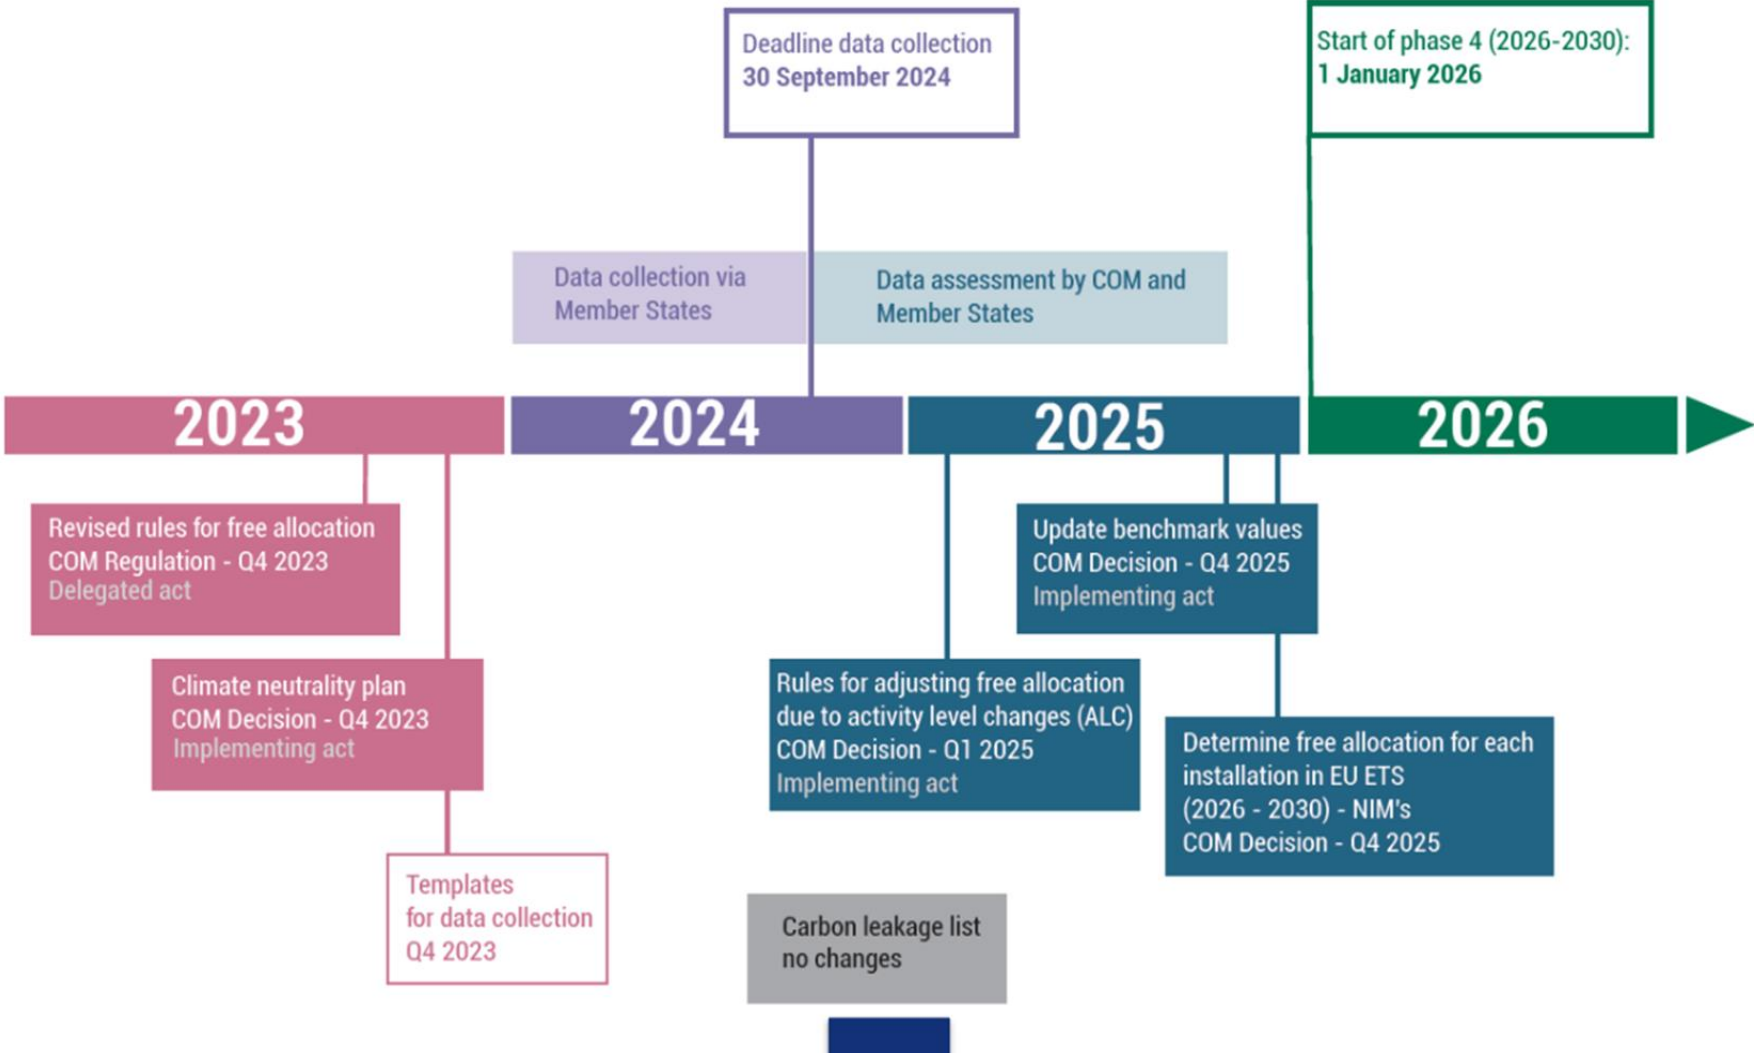 Deadline data collection
30 September 2024
Start of phase 4 (2026-2030):
1 January 2026
Data collection via
Member States
Data assessment by COM and
Member States
2023
2024
2025
2026
Revised rules for free allocation
COM Regulation - Q4 2023
Delegated act
Climate neutrality plan
COM Decision - Q4 2023
Implementing act
Templates
for data collection
Q4 2023
Rules for adjusting free allocation
due to activity level changes (ALC)
COM Decision - Q1 2025
Implementing act
Update benchmark values
COM Decision - Q4 2025
Implementing act
Determine free allocation for each
installation in EU ETS
(2026 - 2030) - NIM's
COM Decision - Q4 2025
Carbon leakage list
no changes